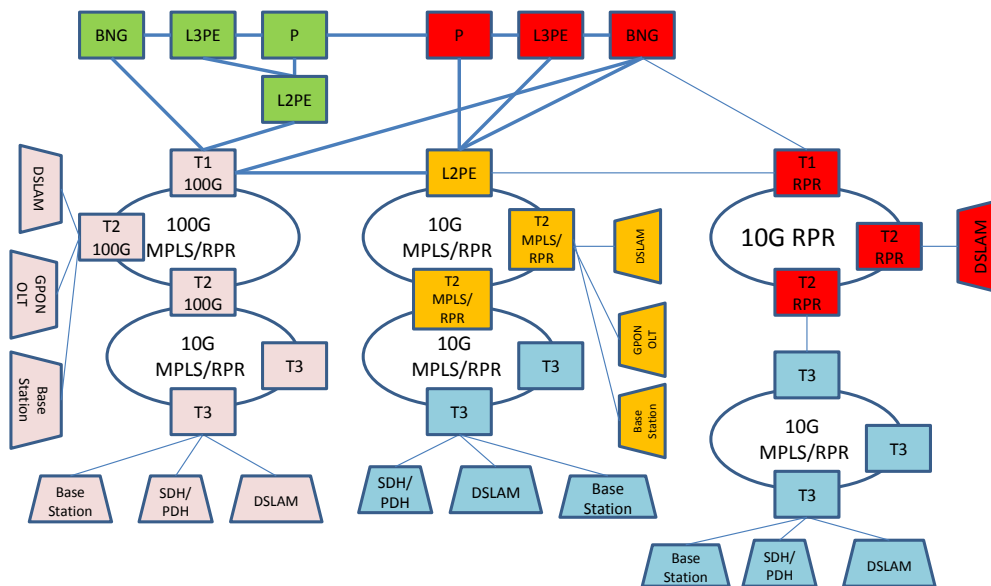 BNG
L3PE
P
P
L3PE
BNG
L2PE
T1
100G
L2PE
T1
RPR
DSLAM
T2
100G
100G
MPLS/RPR
10G
MPLS/RPR
T2
MPLS/
RPR
DSLAM
10G RPR
T2
RPR
DSLAM
GPON
OLT
T2
100G
T2
MPLS/
RPR
T2
RPR
GPON
OLT
Base
Station
10G
MPLS/RPR
T3
10G
MPLS/RPR
T3
Base
Station
T3
T3
T3
10G
MPLS/RPR
T3
T3
Base
Station
SDH/
PDH
DSLAM
SDH/
PDH
DSLAM
Base
Station
Base
Station
SDH/
PDH
DSLAM